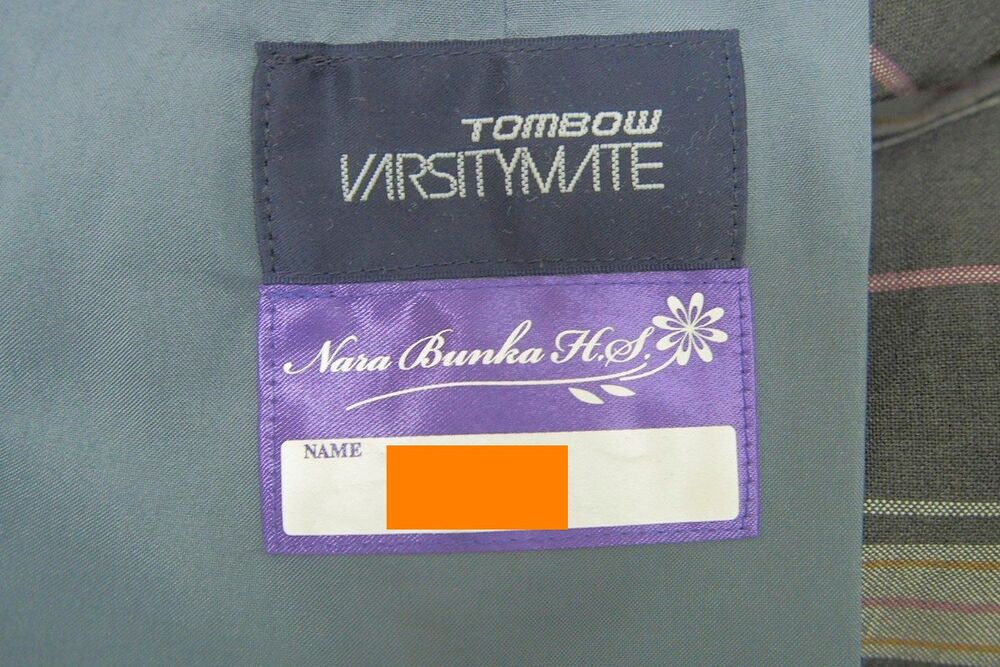 TOMBOW
VARSITYMATE
Nara Bunka H.S.
NAME